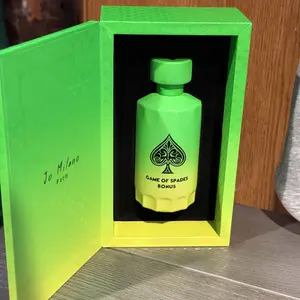 Jo Milano
PARIS
GAME OF SPADES
BONUS